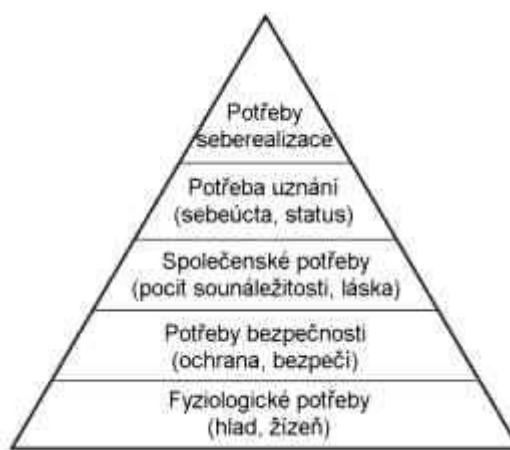 Potřeby
seberealizace
Potřeba uznání
(sebeúcta, status)
Společenské potřeby
(pocit sounáležitosti, láska)
Potřeby bezpečnosti
(ochrana, bezpečí)
Fyziologické potřeby
(hlad, žízeň)